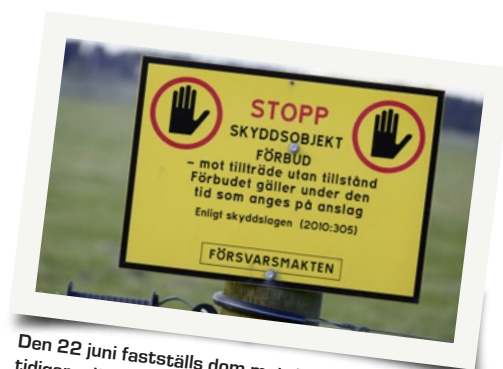 STOPP
SKYDDSOBJEKT
FÖRBUD
– mot tillträde utan tillstånd
Förbudet gäller under den
tid som anges på anslag
Enligt skyddslagen (2010:305)
FÖRSVARSMAKTEN
Den 22 juni fastställs dom